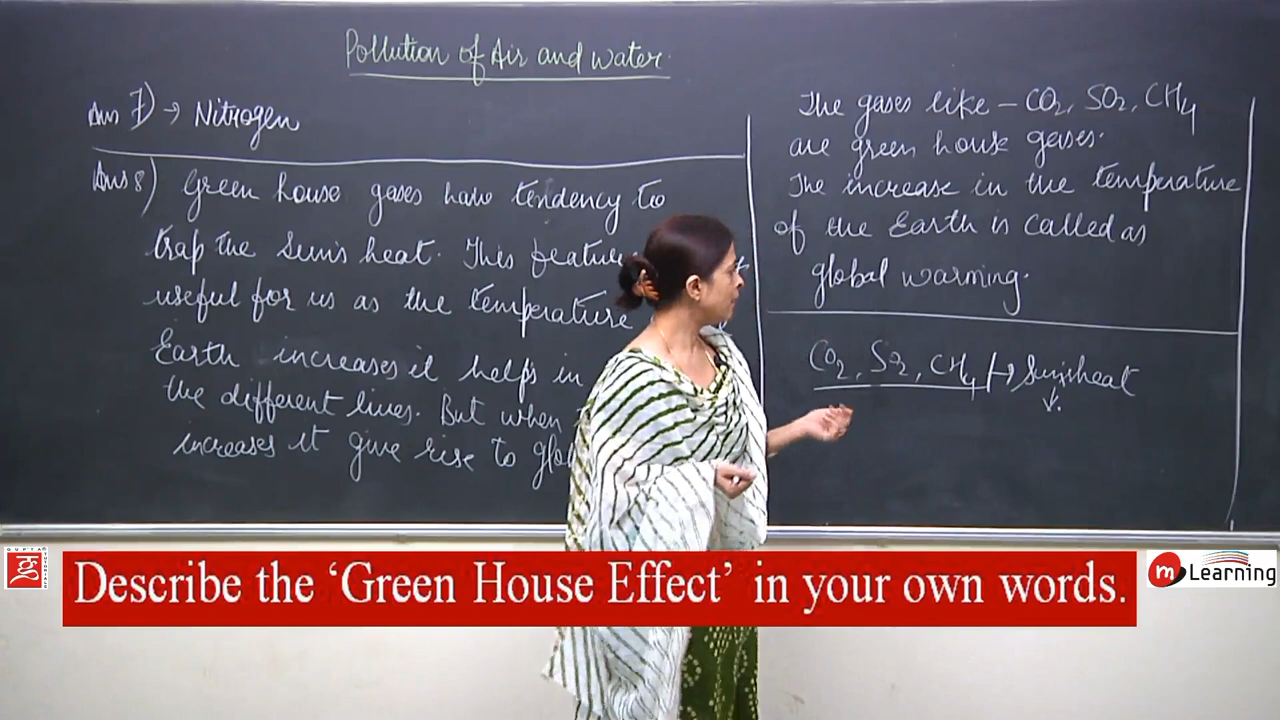 Pollution of Air and Water.
Ans 7) → Nitrogen
Ans 8) Green house gases have tendency to
trap the Sun's heat. This feature
useful for us as the temperature
Earth increases it helps in
the different lives. But when
increases it give rise to
The gases like – CO2, SO2, CH4
are green house gases.
The increase in the temperature
of the Earth is called as
global warming.
CO2, SO2, CH4 → Sun's heat
GUPTA TUTORIALS
Describe the ‘Green House Effect’ in your own words.
m Learning